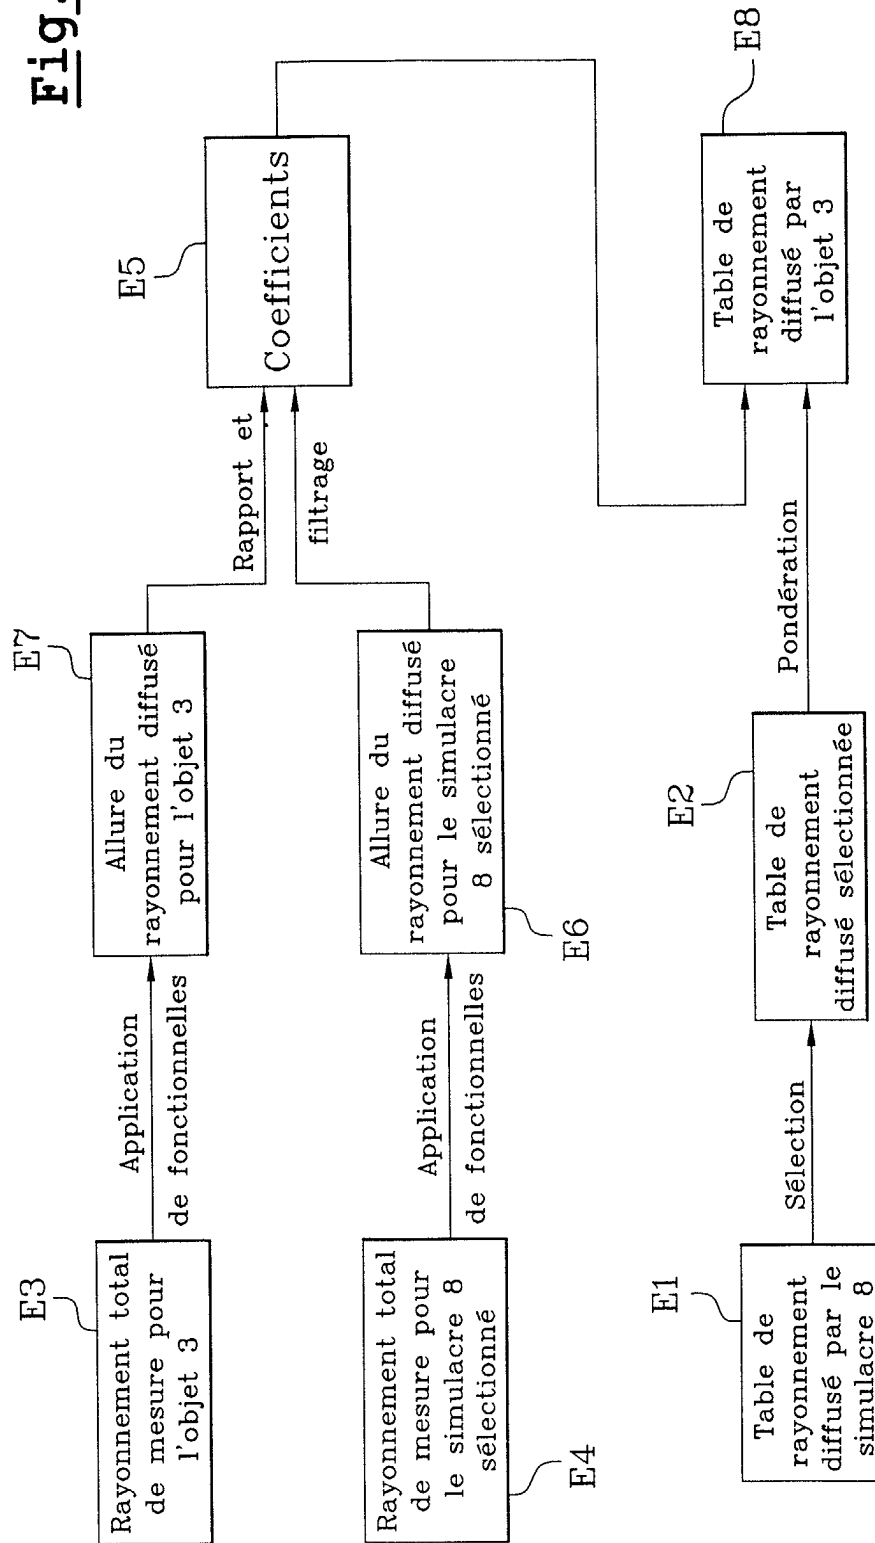 Fig.
E3
Rayonnement total
de mesure pour
l'objet 3
Application
de fonctionnelles
E7
Allure du
rayonnement diffusé
pour l'objet 3
Rapport et
filtrage
E5
Coefficients
Rayonnement total
de mesure pour
le simulacre 8
sélectionné
E4
Application
de fonctionnelles
Allure du
rayonnement diffusé
pour le simulacre
8 sélectionné
E6
E1
Table de
rayonnement
diffusé par le
simulacre 8
Sélection
E2
Table de
rayonnement
diffusé sélectionnée
Pondération
Table de
rayonnement
diffusé par
l'objet 3
E8